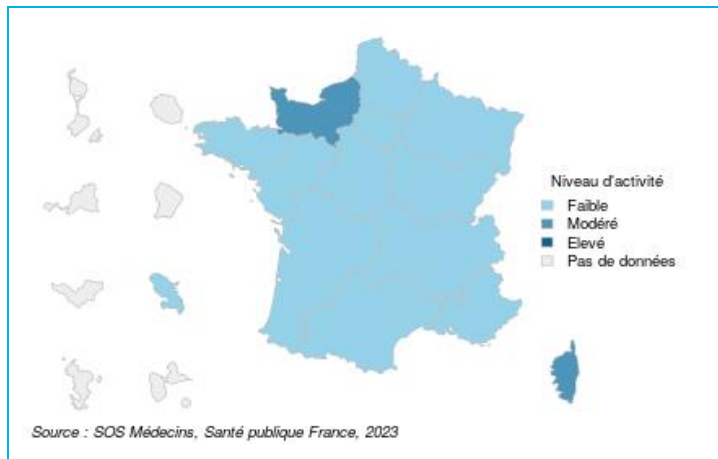 Niveau d'activité
Faible
Modéré
Elevé
Pas de données
Source : SOS Médecins, Santé publique France, 2023